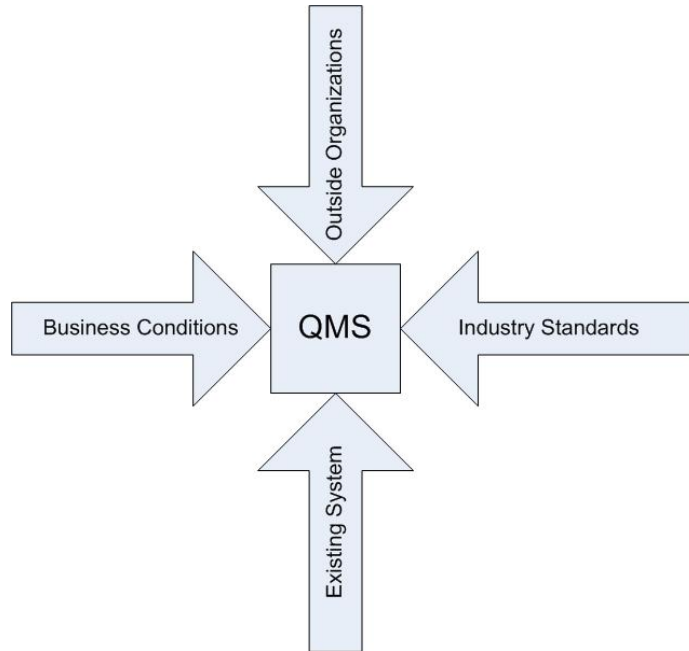 Outside Organizations
Business Conditions
QMS
Industry Standards
Existing System